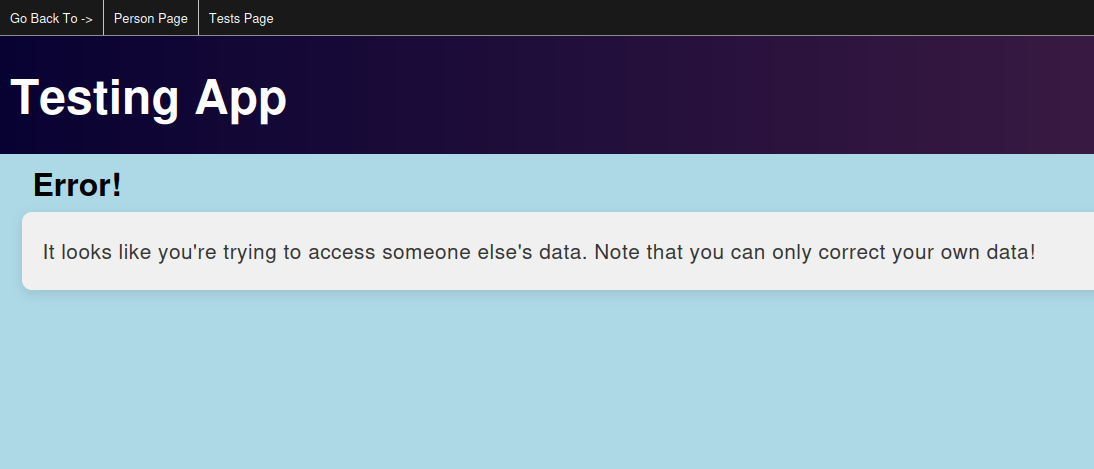 Go Back To -> Person Page Tests Page
Testing App
Error!
It looks like you're trying to access someone else's data. Note that you can only correct your own data!